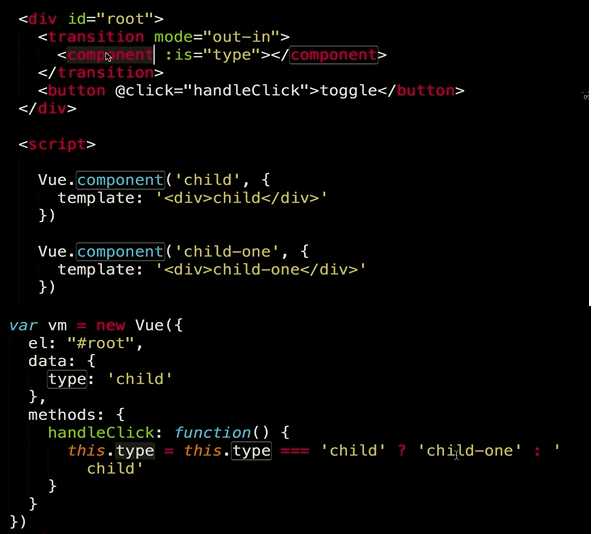 <div id="root">
<transition mode="out-in">
<component :is="type"></component>
</transition>
<button @click="handleClick">toggle</button>
</div>
<script>
Vue.component('child', {
template: '<div>child</div>'
})
Vue.component('child-one', {
template: '<div>child-one</div>'
})
var vm = new Vue({
el: "#root",
data: {
type: 'child'
},
methods: {
handleClick: function() {
this.type = this.type === 'child' ? 'child-one' : '
child'
}
}
})